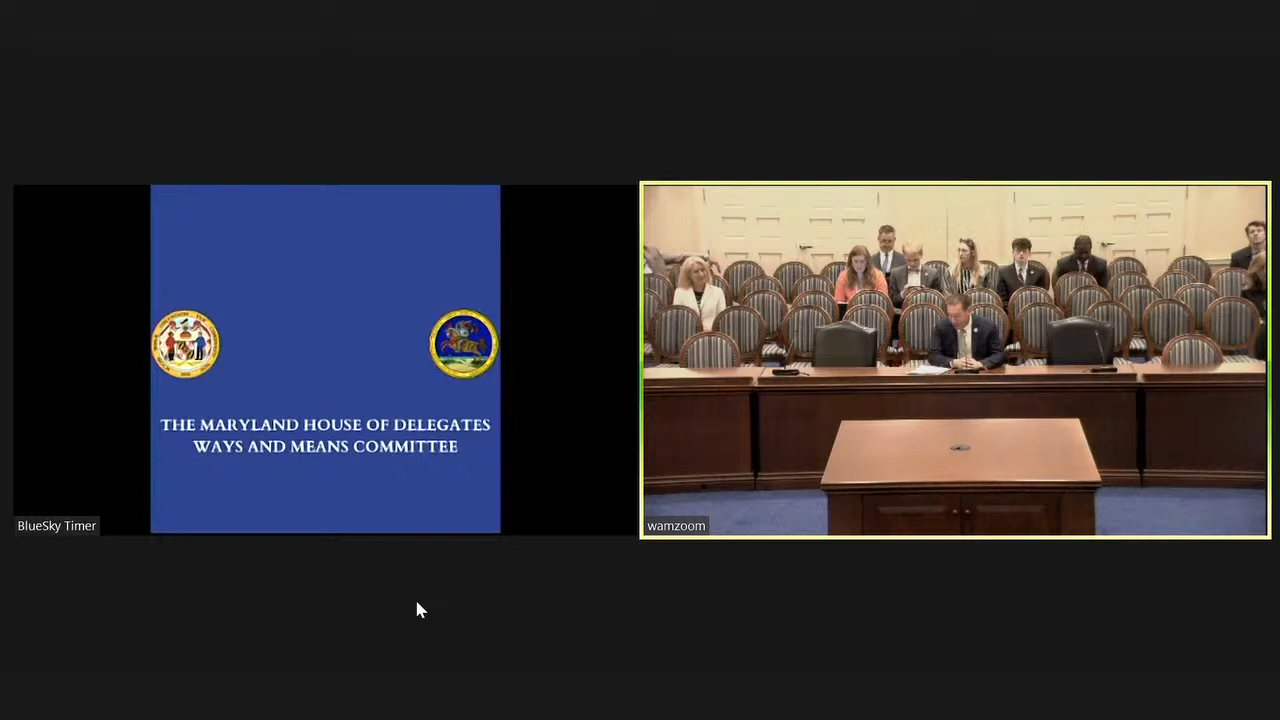 THE MARYLAND HOUSE OF DELEGATES
WAYS AND MEANS COMMITTEE
BlueSky Timer
wamzoom